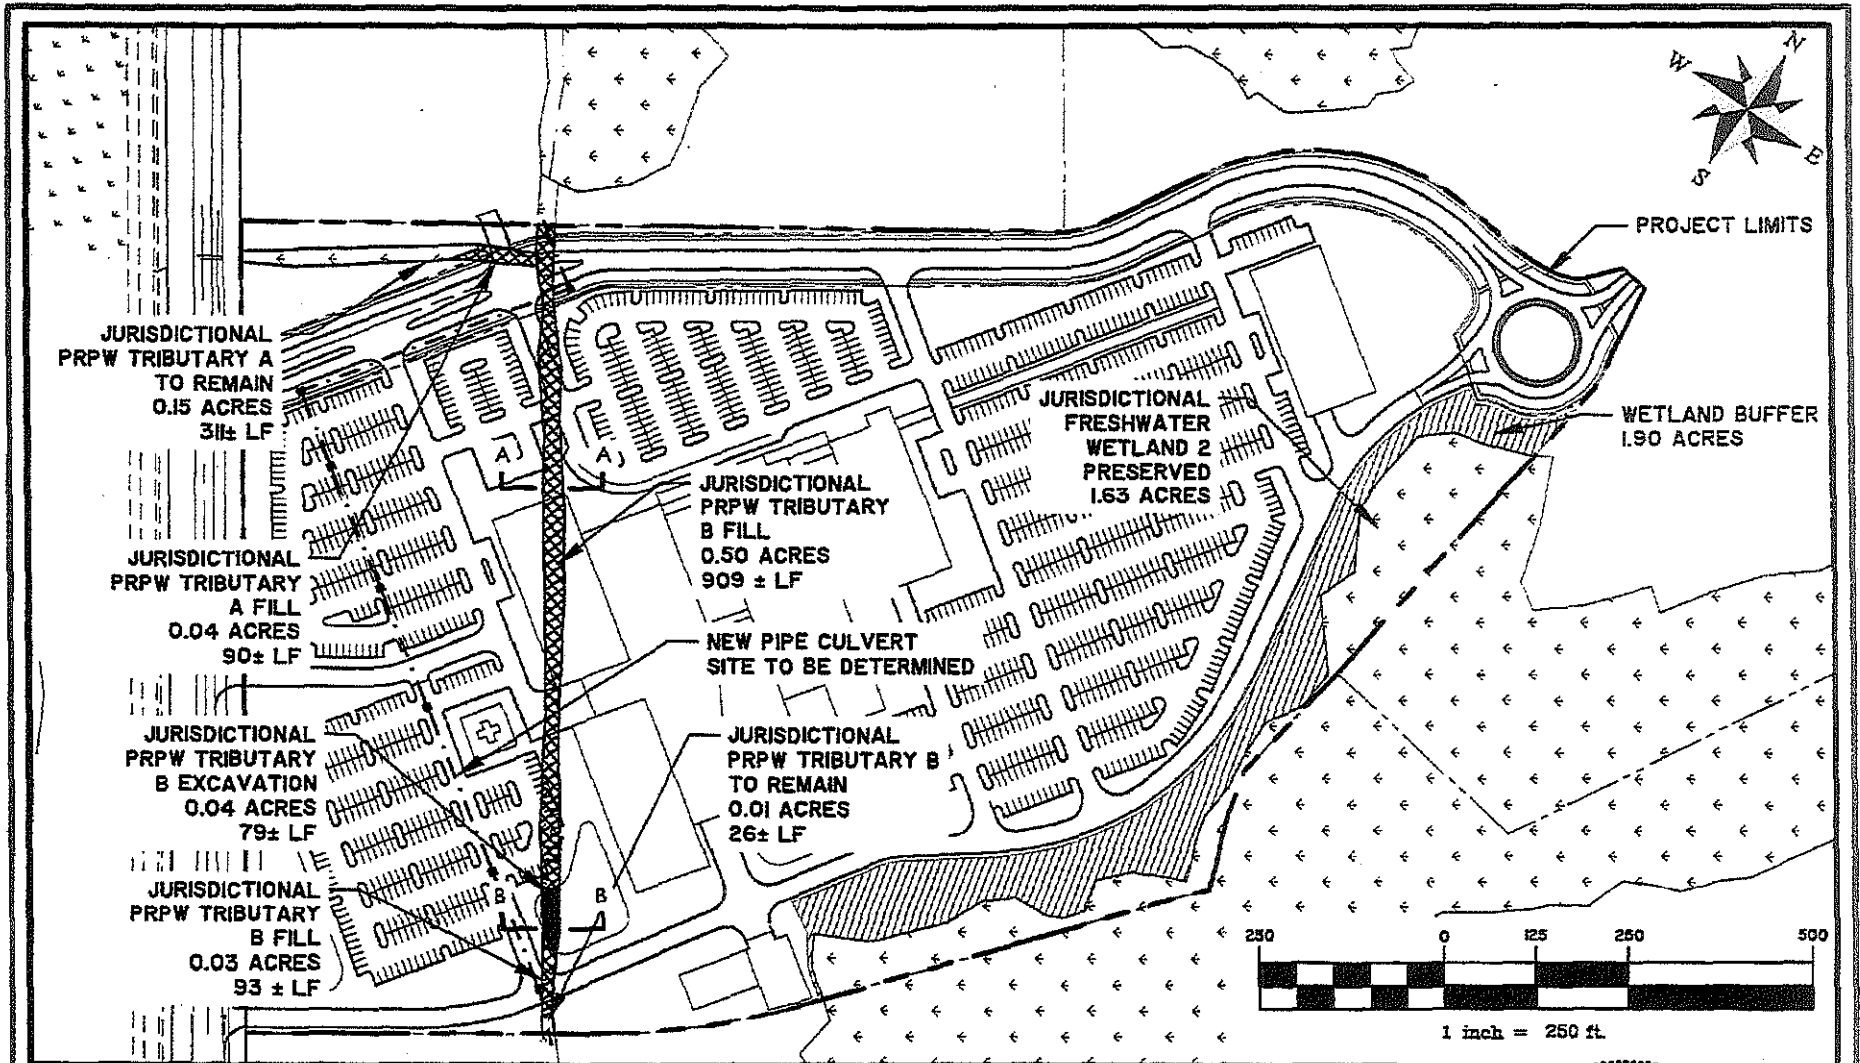 N
W
E
S
PROJECT LIMITS
JURISDICTIONAL
PRPW TRIBUTARY A
TO REMAIN
0.15 ACRES
311± LF
JURISDICTIONAL
FRESHWATER
WETLAND 2
PRESERVED
1.63 ACRES
WETLAND BUFFER
1.90 ACRES
A
A
JURISDICTIONAL
PRPW TRIBUTARY
B FILL
0.50 ACRES
909 ± LF
JURISDICTIONAL
PRPW TRIBUTARY
A FILL
0.04 ACRES
90± LF
NEW PIPE CULVERT
SITE TO BE DETERMINED
JURISDICTIONAL
PRPW TRIBUTARY
B EXCAVATION
0.04 ACRES
79± LF
JURISDICTIONAL
PRPW TRIBUTARY B
TO REMAIN
0.01 ACRES
26± LF
JURISDICTIONAL
PRPW TRIBUTARY
B FILL
0.03 ACRES
93 ± LF
B
B
250 0 125 250 500
1 inch = 250 ft.